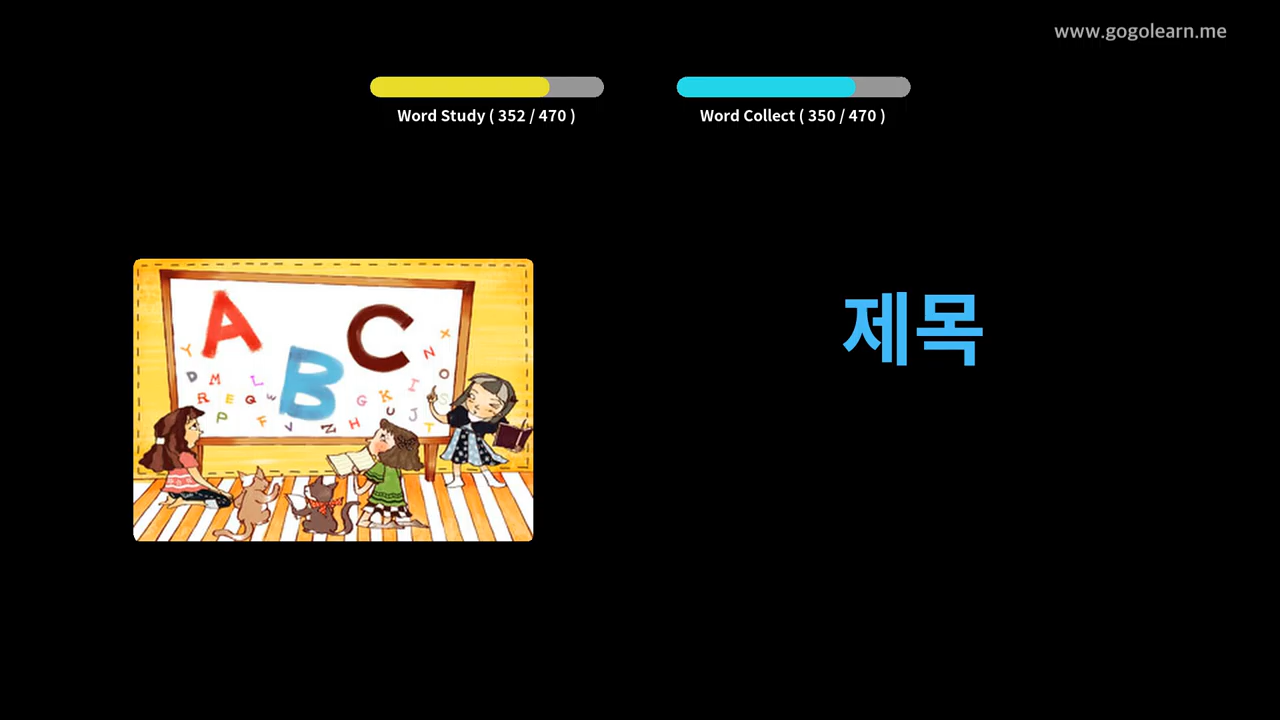 www.gogolearn.me
Word Study ( 352 / 470 )
Word Collect ( 350 / 470 )
제목
A
C
B
X
Y
N
D
M
L
O
I
R
E
Q
W
G
K
S
P
F
V
Z
H
U
J
T